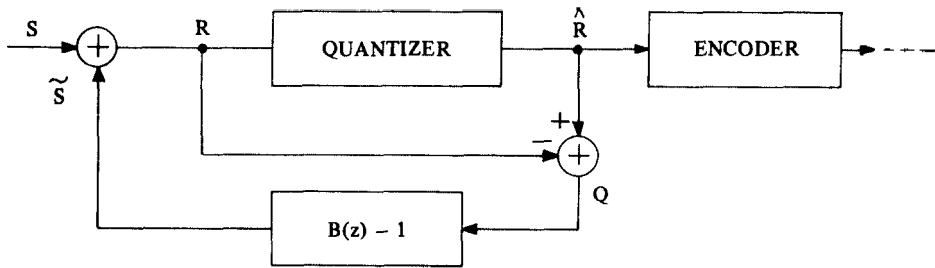 S
R
QUANTIZER
R̂
ENCODER
S̃
+
+
−
+
Q
B(z) − 1